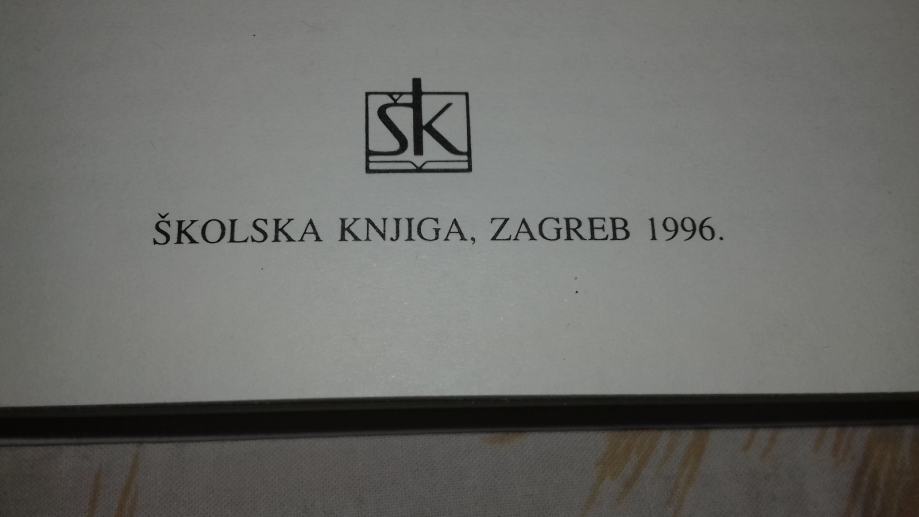 šk
ŠKOLSKA KNJIGA, ZAGREB 1996.